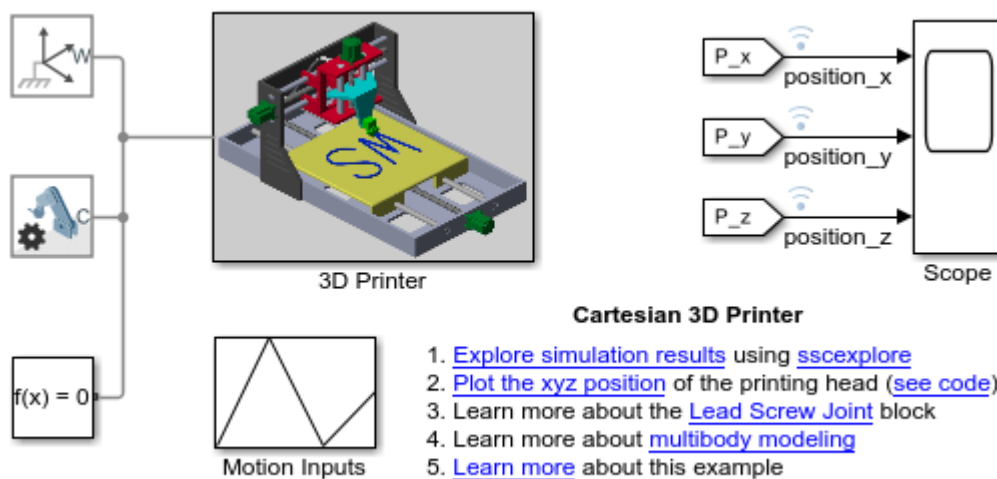 W
C
f(x) = 0
SM
3D Printer
Motion Inputs
P_x
position_x
P_y
position_y
P_z
position_z
Scope
Cartesian 3D Printer
1. Explore simulation results using sscexplore
2. Plot the xyz position of the printing head (see code)
3. Learn more about the Lead Screw Joint block
4. Learn more about multibody modeling
5. Learn more about this example